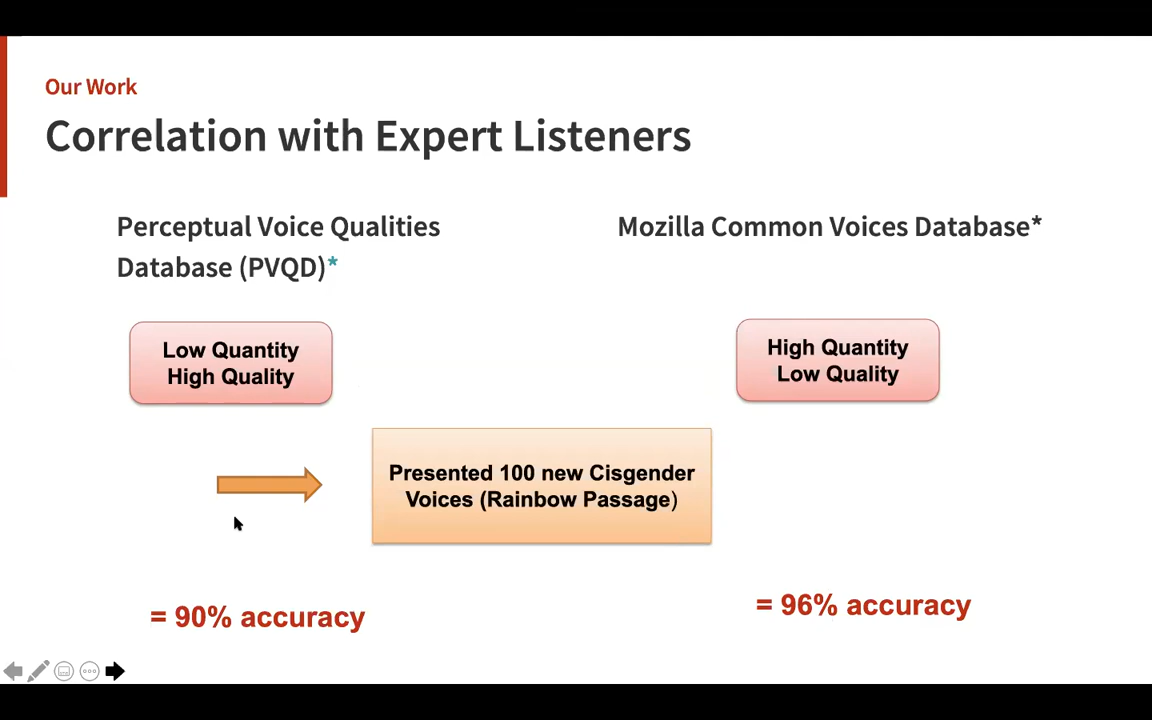 Our Work
Correlation with Expert Listeners
Perceptual Voice Qualities
Database (PVQD)*
Mozilla Common Voices Database*
Low Quantity
High Quality
High Quantity
Low Quality
Presented 100 new Cisgender
Voices (Rainbow Passage)
= 90% accuracy
= 96% accuracy